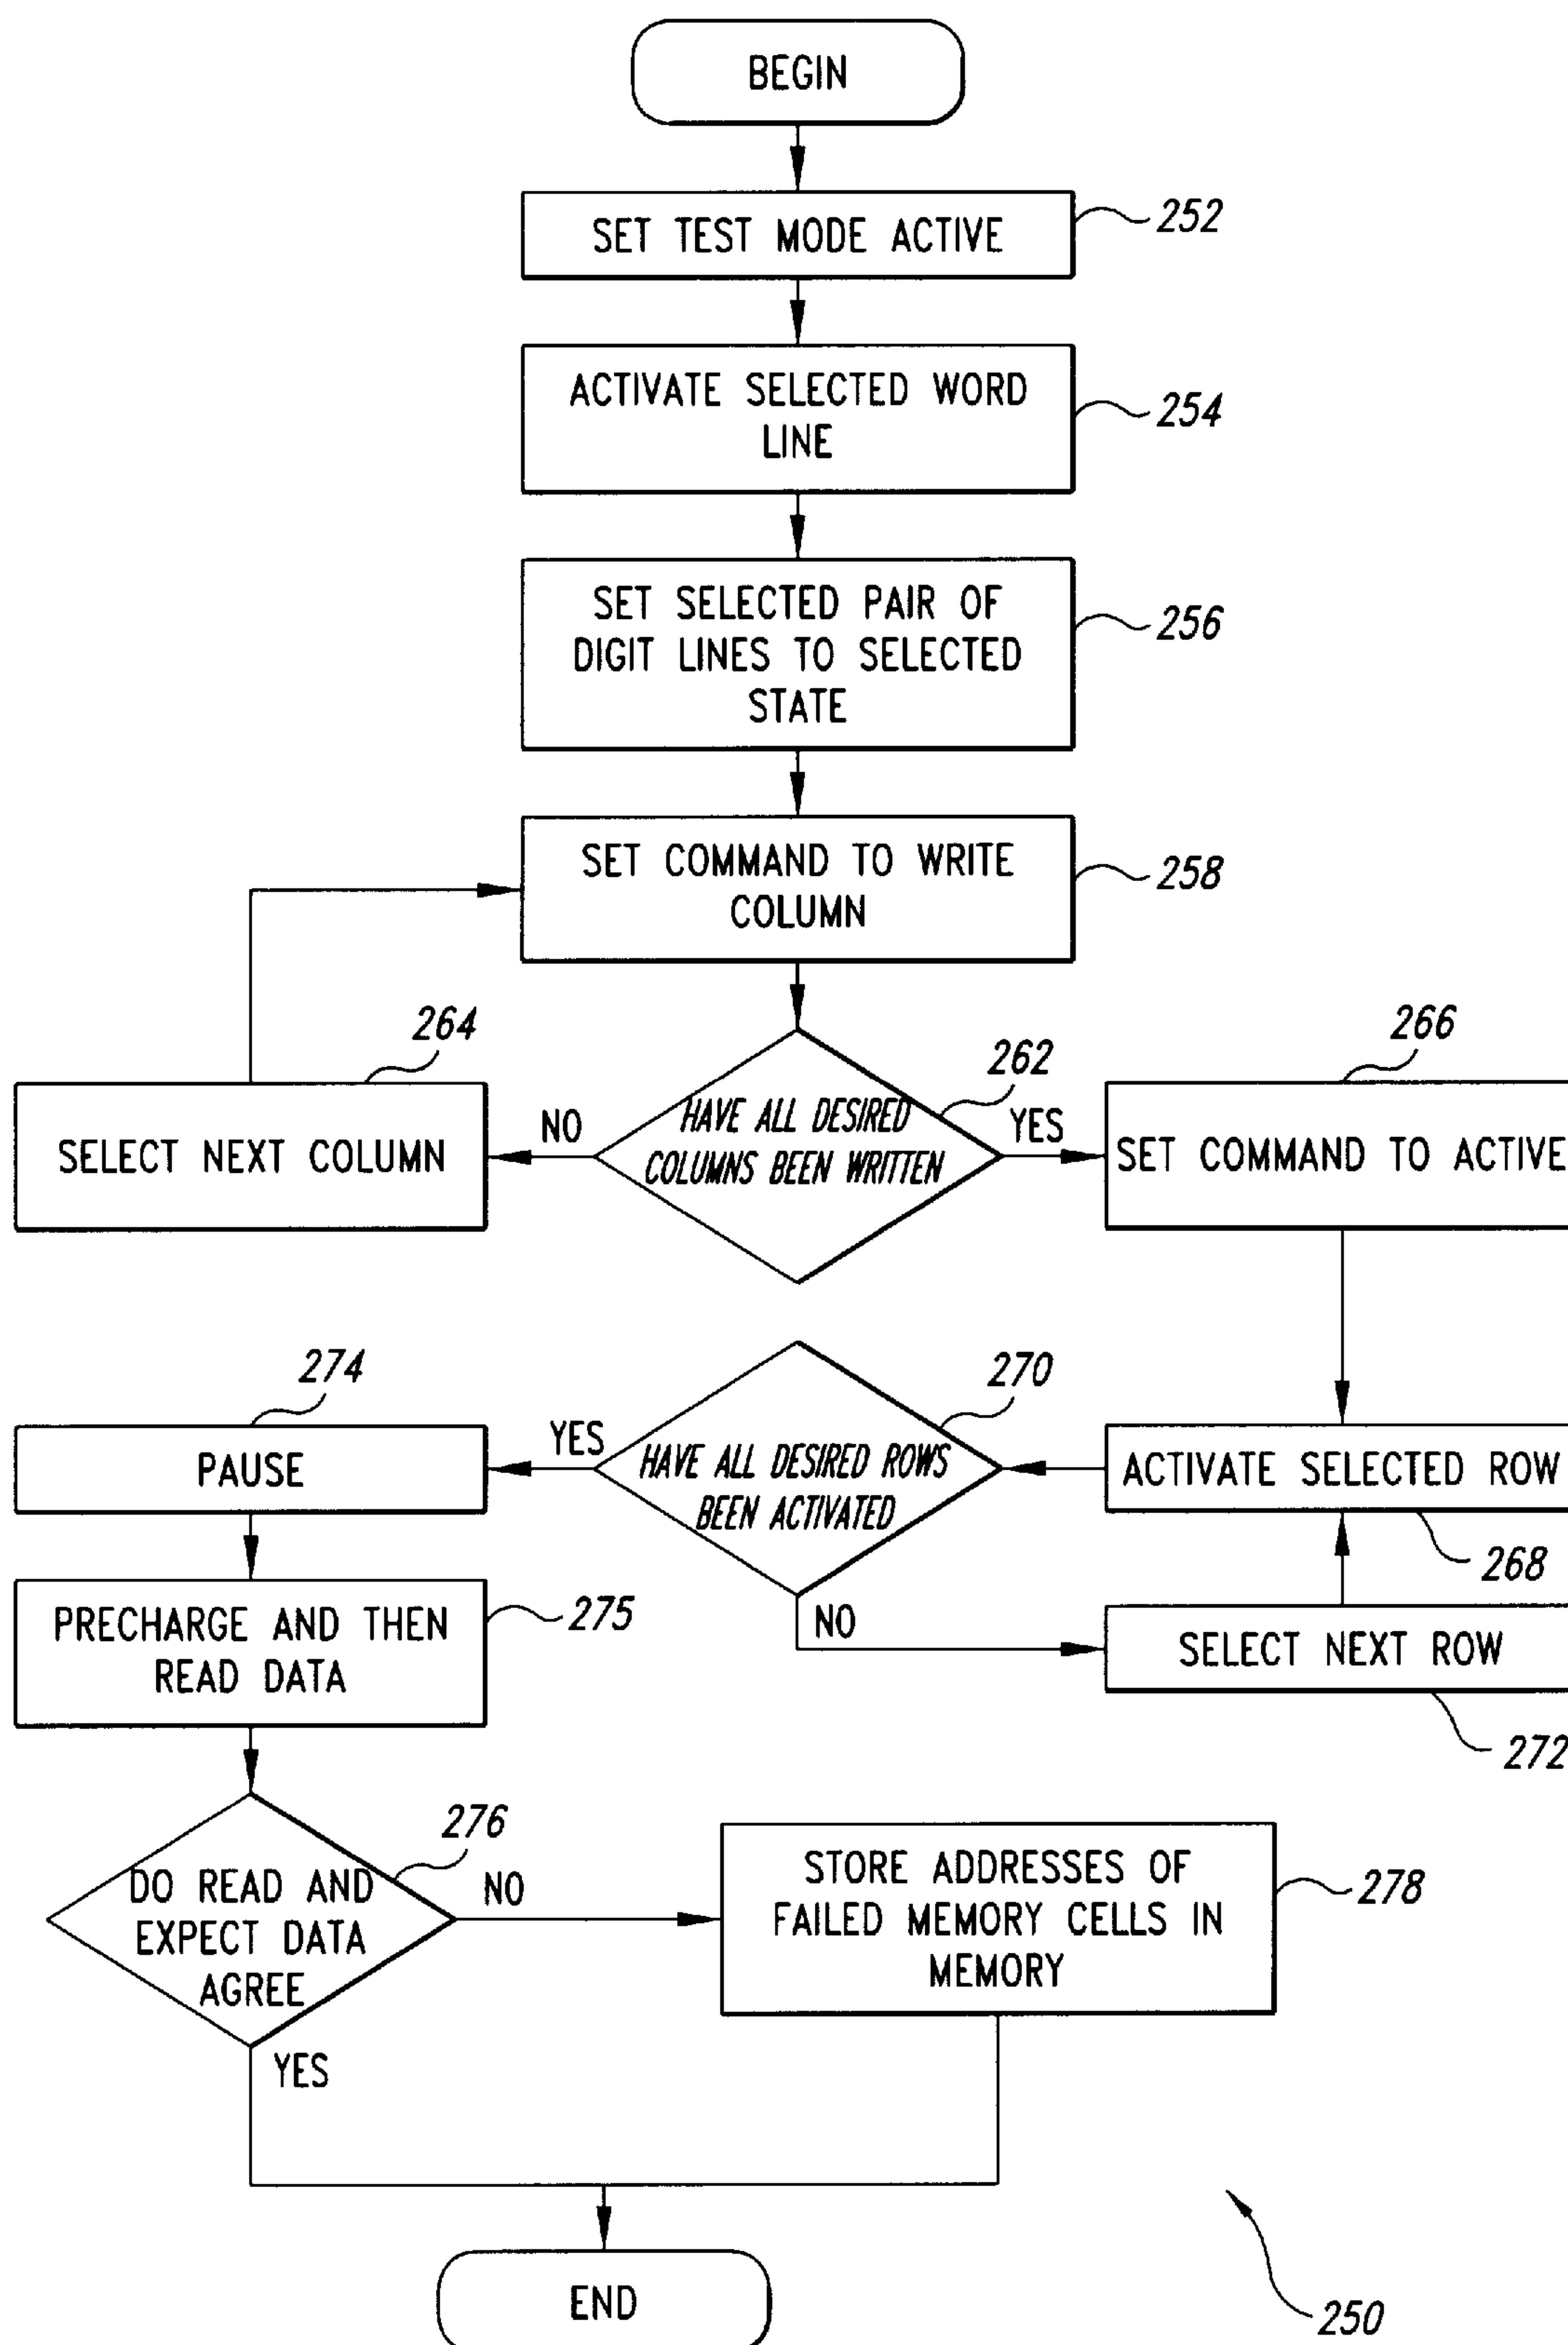 BEGIN
SET TEST MODE ACTIVE
252
ACTIVATE SELECTED WORD
LINE
254
SET SELECTED PAIR OF
DIGIT LINES TO SELECTED
STATE
256
SET COMMAND TO WRITE
COLUMN
258
264
SELECT NEXT COLUMN
NO
262
HAVE ALL DESIRED
COLUMNS BEEN WRITTEN
YES
266
SET COMMAND TO ACTIVE
274
PAUSE
YES
270
HAVE ALL DESIRED ROWS
BEEN ACTIVATED
NO
ACTIVATE SELECTED ROW
268
SELECT NEXT ROW
272
PRECHARGE AND THEN
READ DATA
275
276
DO READ AND
EXPECT DATA
AGREE
NO
YES
STORE ADDRESSES OF
FAILED MEMORY CELLS IN
MEMORY
278
END
250